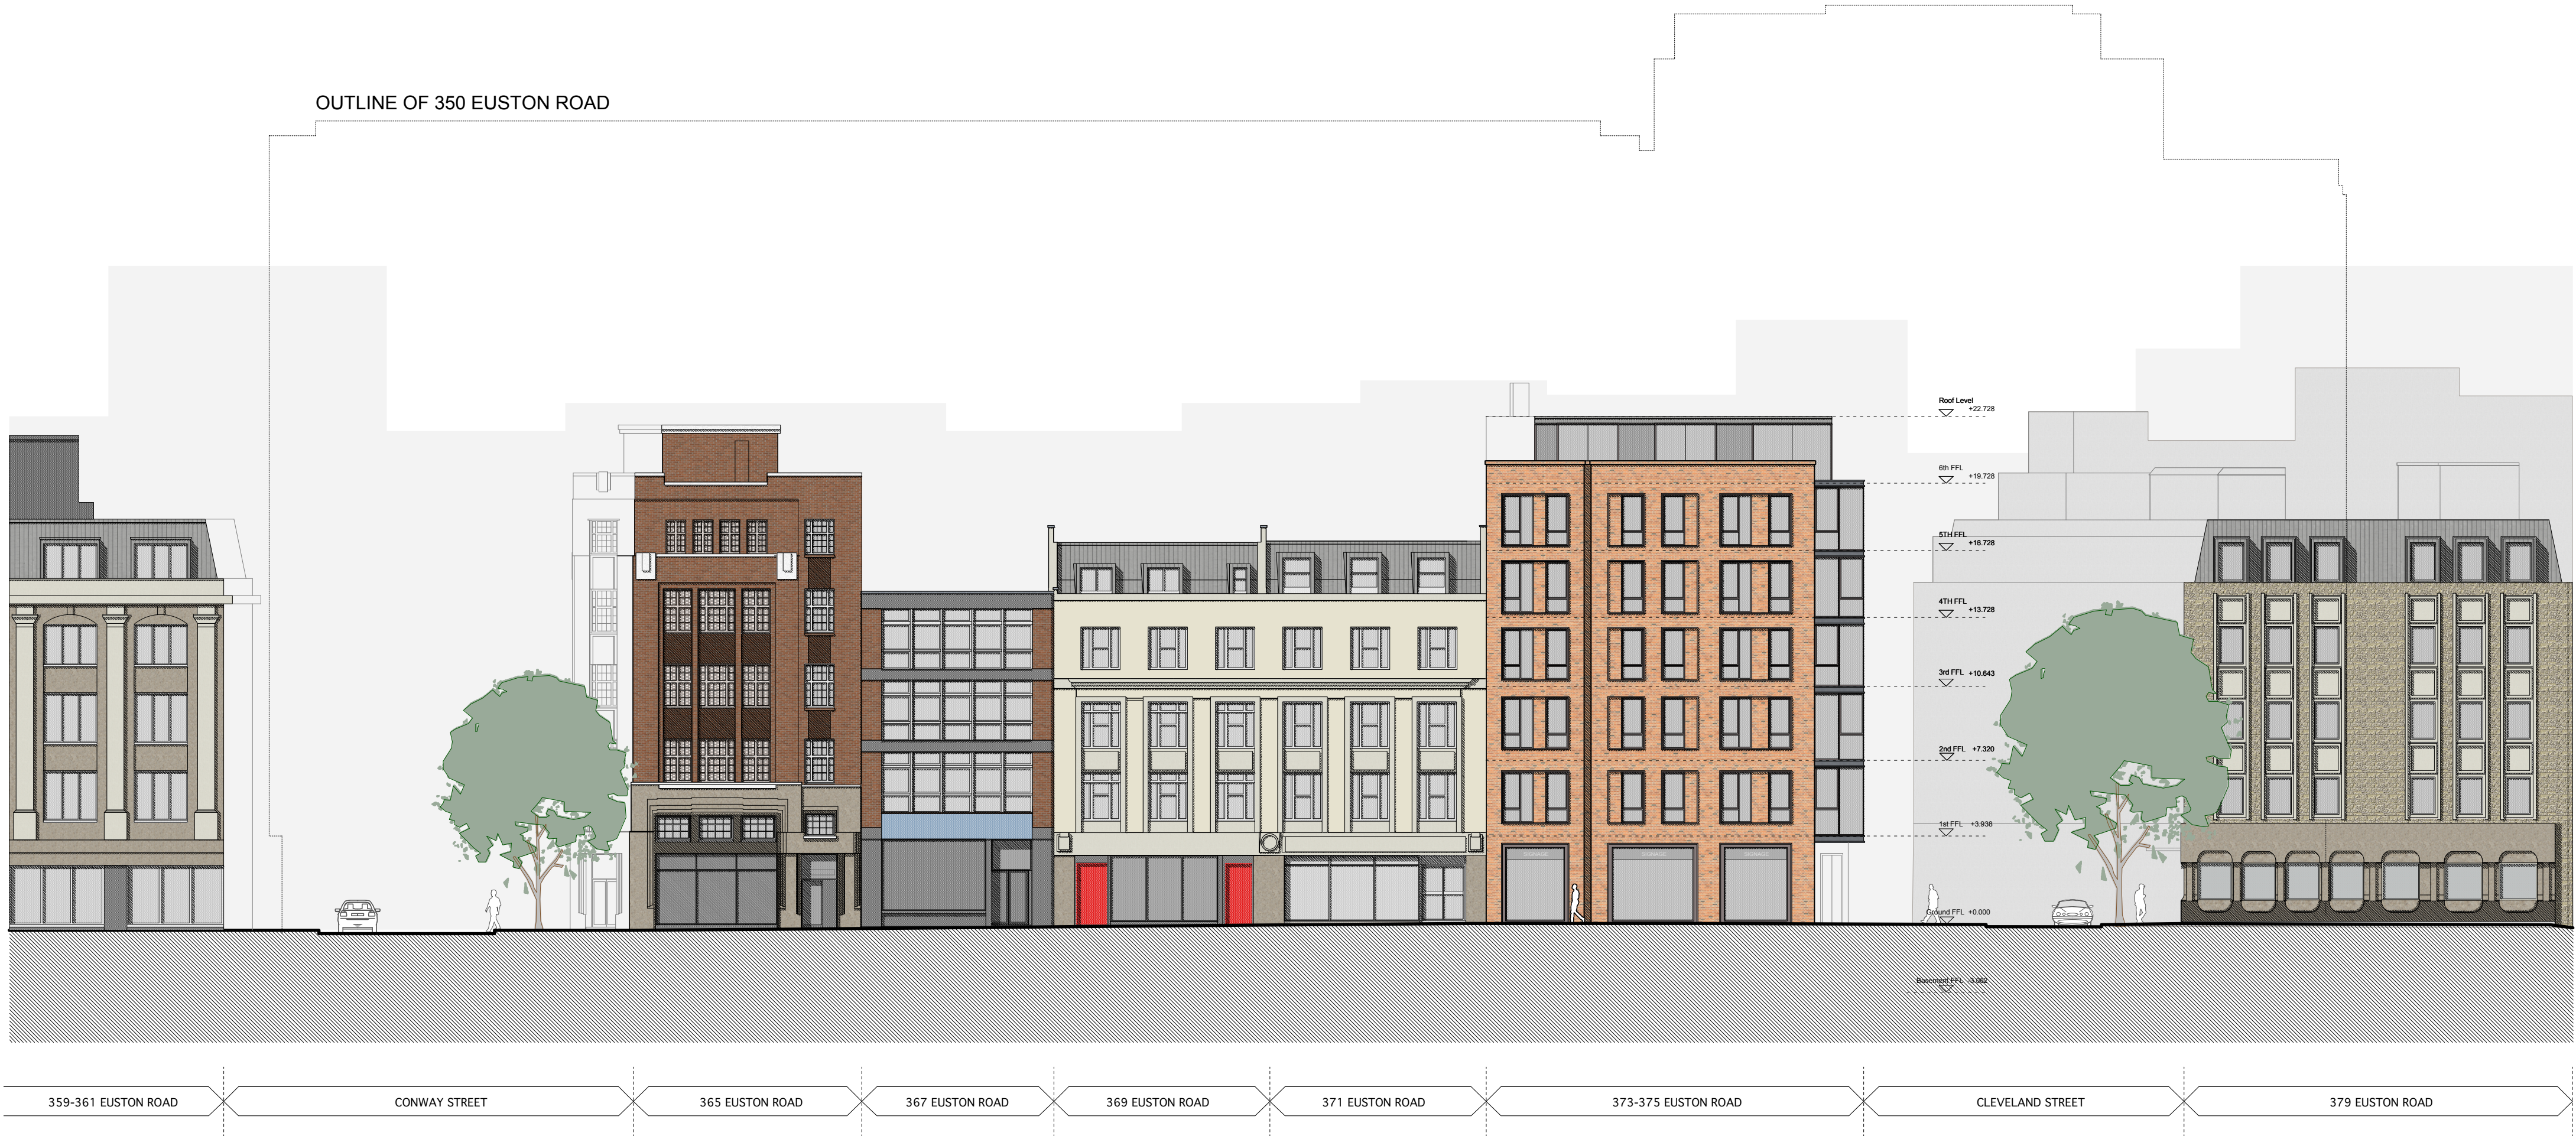 OUTLINE OF 350 EUSTON ROAD
Roof Level
+22.728
6th FFL
+19.728
5TH FFL
+16.728
4TH FFL
+13.728
3rd FFL +10.643
2nd FFL +7.320
1st FFL +3.938
SIGNAGE SIGNAGE SIGNAGE
Ground FFL +0.000
Basement FFL -3.062
359-361 EUSTON ROAD
CONWAY STREET
365 EUSTON ROAD
367 EUSTON ROAD
369 EUSTON ROAD
371 EUSTON ROAD
373-375 EUSTON ROAD
CLEVELAND STREET
379 EUSTON ROAD